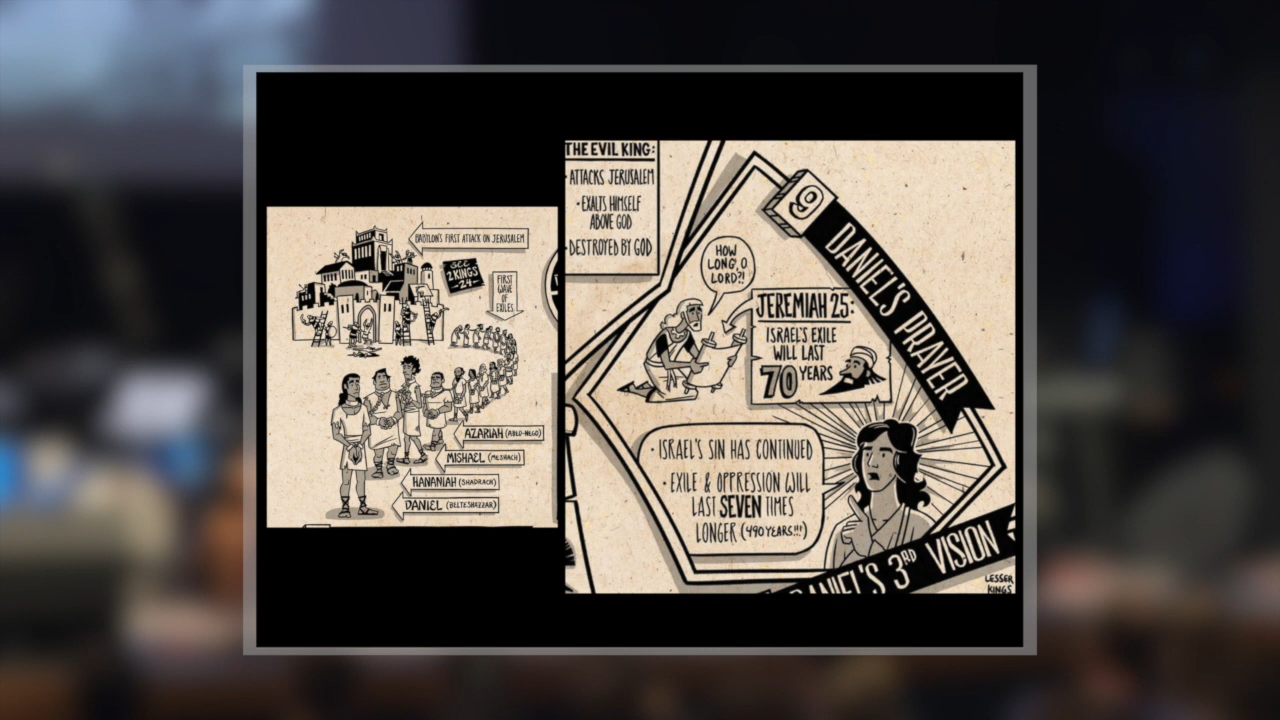 BABYLON'S FIRST ATTACK ON JERUSALEM
SEE
2 KINGS
~24~
FIRST
WAVE
OF
EXILES
AZARIAH (ABED-NEGO)
MISHAEL (MESHACH)
HANANIAH (SHADRACH)
DANIEL (BELTESHAZZAR)
THE EVIL KING:
ATTACKS JERUSALEM
• EXALTS HIMSELF
ABOVE GOD
DESTROYED BY GOD
9
DANIEL'S PRAYER
HOW
LONG, O
LORD?!
JEREMIAH 25:
ISRAEL'S EXILE
WILL LAST
70 YEARS
• ISRAEL'S SIN HAS CONTINUED
• EXILE & OPPRESSION WILL
LAST SEVEN TIMES
LONGER (490 YEARS!!!)
DANIEL'S 3RD VISION
LESSER
KINGS